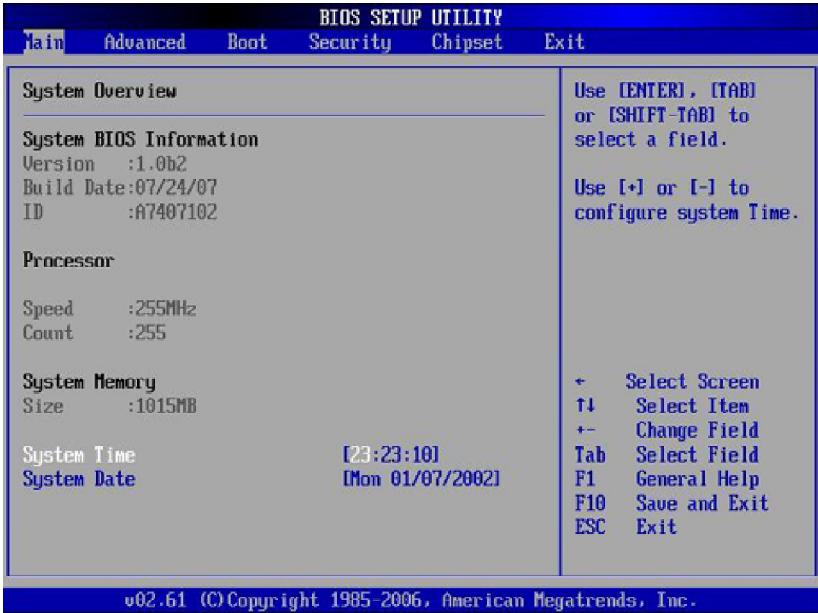 BIOS SETUP UTILITY
Main Advanced Boot Security Chipset Exit
System Overview
System BIOS Information
Version :1.0b2
Build Date:07/24/07
ID :A7407102
Processor
Speed :255MHz
Count :255
System Memory
Size :1015MB
System Time [23:23:10]
System Date [Mon 01/07/2002]
Use [ENTER], [TAB]
or [SHIFT-TAB] to
select a field.
Use [+] or [-] to
configure system Time.
← Select Screen
↑↓ Select Item
+- Change Field
Tab Select Field
F1 General Help
F10 Save and Exit
ESC Exit
v02.61 (C)Copyright 1985-2006, American Megatrends, Inc.